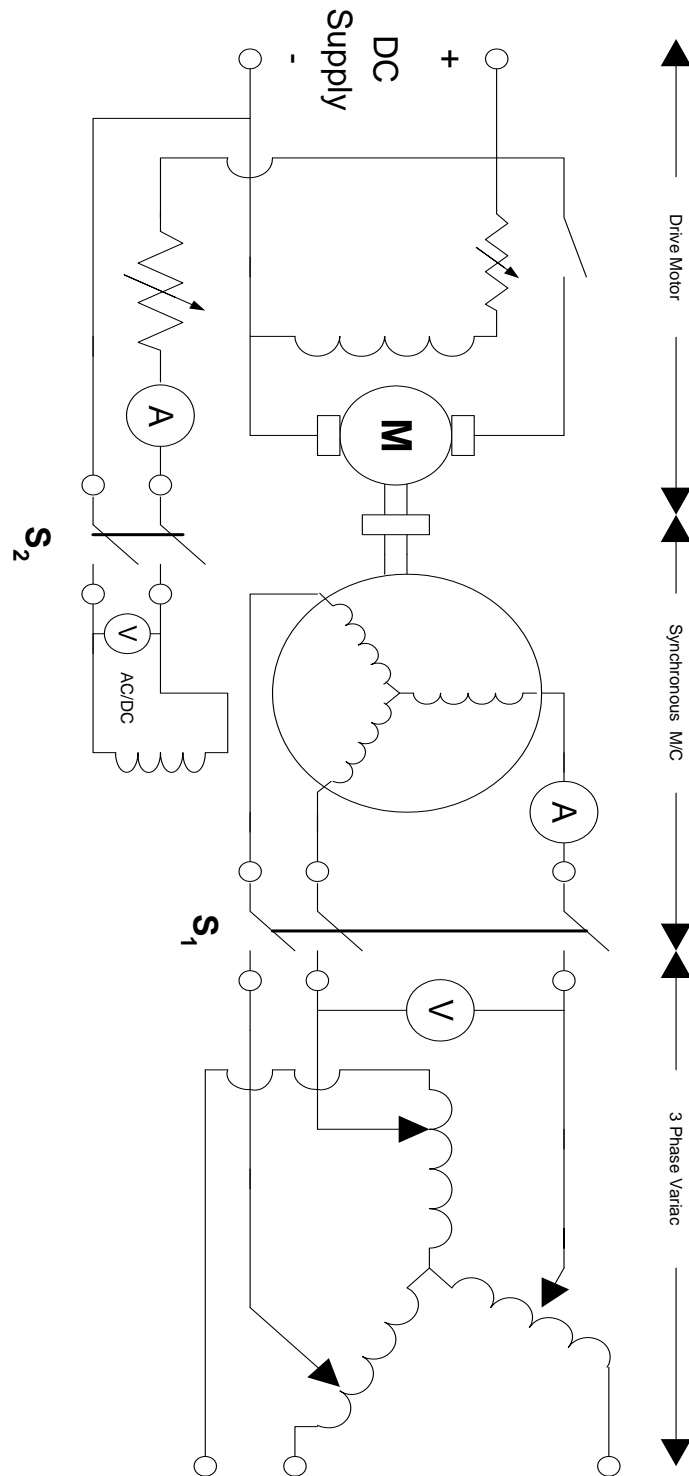 Drive Motor
Synchronous M/C
3 Phase Variac
+
DC
Supply
-
M
A
A
V
V
AC/DC
S2
S1